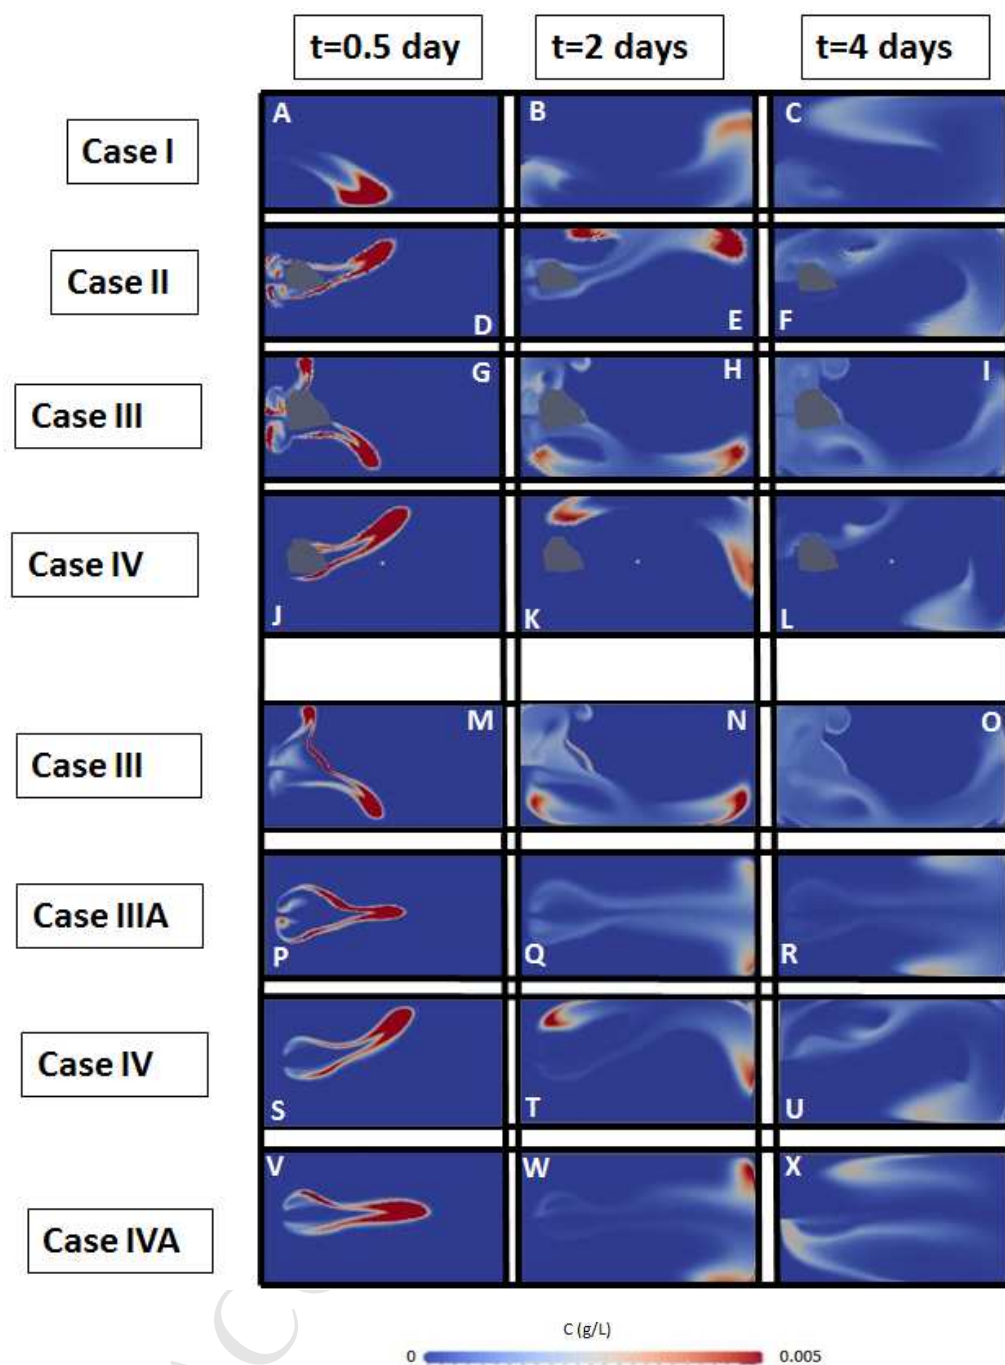 t=0.5 day t=2 days t=4 days
A B C
Case I
Case II
D E F
G H I
Case III
Case IV
J K L
M N O
Case III
Case IIIA
P Q R
Case IV
S T U
V W X
Case IVA
C (g/L)
0 0.005